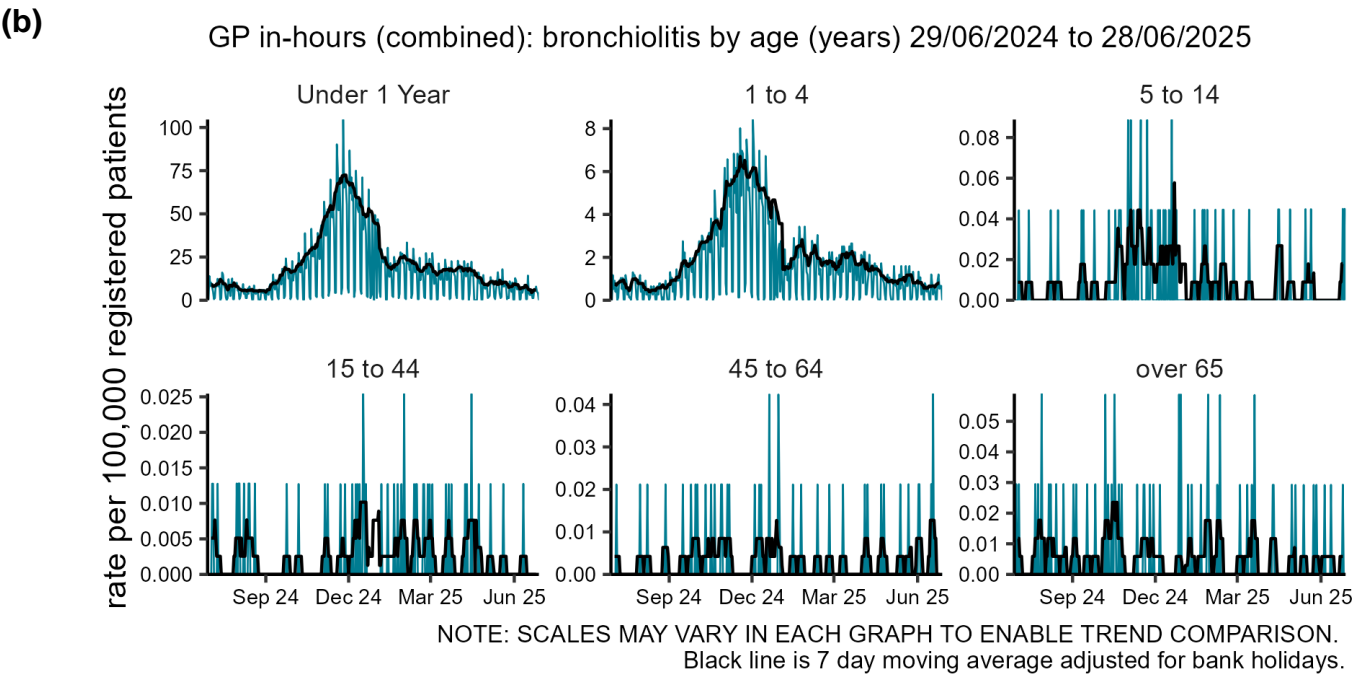 (b)
GP in-hours (combined): bronchiolitis by age (years) 29/06/2024 to 28/06/2025
rate per 100,000 registered patients
Under 1 Year
100
75
50
25
0
1 to 4
8
6
4
2
0
5 to 14
0.08
0.06
0.04
0.02
0.00
15 to 44
0.025
0.020
0.015
0.010
0.005
0.000
Sep 24 Dec 24 Mar 25 Jun 25
45 to 64
0.04
0.03
0.02
0.01
0.00
Sep 24 Dec 24 Mar 25 Jun 25
over 65
0.05
0.04
0.03
0.02
0.01
0.00
Sep 24 Dec 24 Mar 25 Jun 25
NOTE: SCALES MAY VARY IN EACH GRAPH TO ENABLE TREND COMPARISON.
Black line is 7 day moving average adjusted for bank holidays.